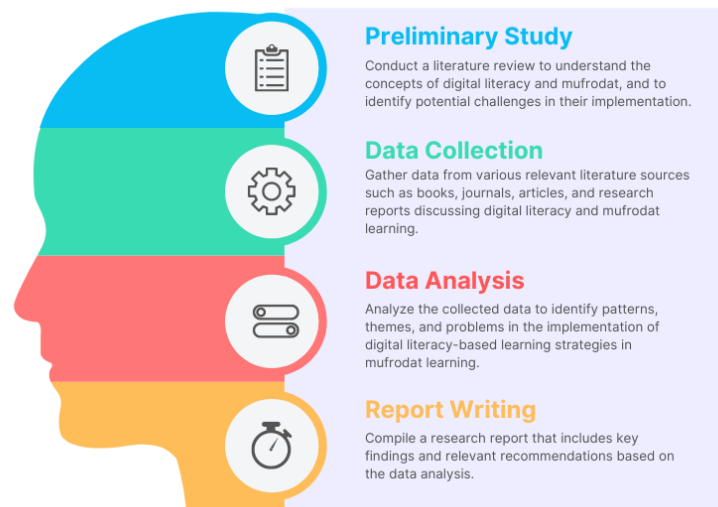 Preliminary Study
Conduct a literature review to understand the
concepts of digital literacy and mufrodat, and to
identify potential challenges in their implementation.
Data Collection
Gather data from various relevant literature sources
such as books, journals, articles, and research
reports discussing digital literacy and mufrodat
learning.
Data Analysis
Analyze the collected data to identify patterns,
themes, and problems in the implementation of
digital literacy-based learning strategies in
mufrodat learning.
Report Writing
Compile a research report that includes key
findings and relevant recommendations based on
the data analysis.